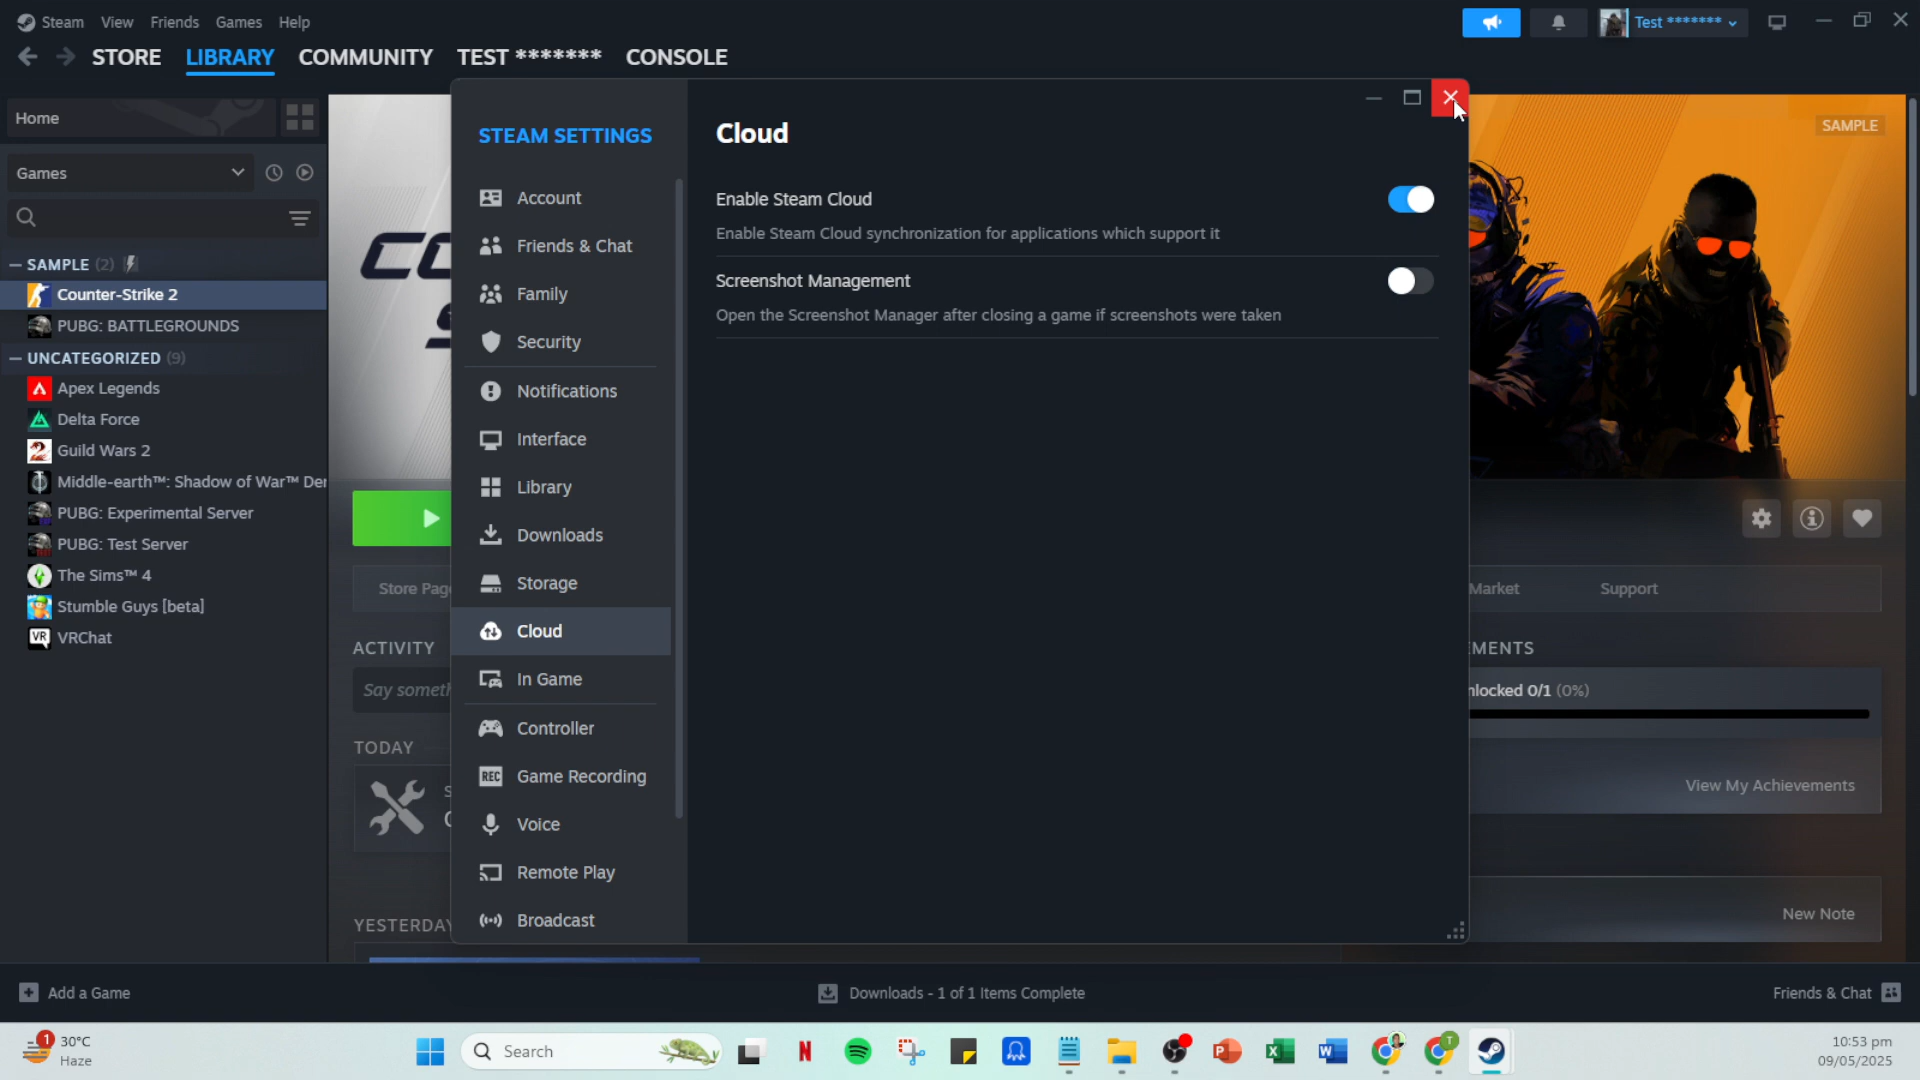 Steam View Friends Games Help
Test *******
STORE LIBRARY COMMUNITY TEST ******* CONSOLE
Home
Games
SAMPLE (2)
Counter-Strike 2
PUBG: BATTLEGROUNDS
UNCATEGORIZED (9)
Apex Legends
Delta Force
Guild Wars 2
Middle-earth™: Shadow of War™ Der
PUBG: Experimental Server
PUBG: Test Server
The Sims™ 4
Stumble Guys [beta]
VR VRChat
STEAM SETTINGS
Account
Friends & Chat
Family
Security
Notifications
Interface
Library
Downloads
Storage
Cloud
In Game
Controller
REC Game Recording
Voice
Remote Play
Broadcast
Cloud
Enable Steam Cloud
Enable Steam Cloud synchronization for applications which support it
Screenshot Management
Open the Screenshot Manager after closing a game if screenshots were taken
SAMPLE
CO
S
Store Pag
Market Support
ACTIVITY
Say someth
TODAY
YESTERDAY
MENTS
nlocked 0/1 (0%)
View My Achievements
New Note
Add a Game
Downloads - 1 of 1 Items Complete
Friends & Chat
1
30°C
Haze
Search
10:53 pm
09/05/2025